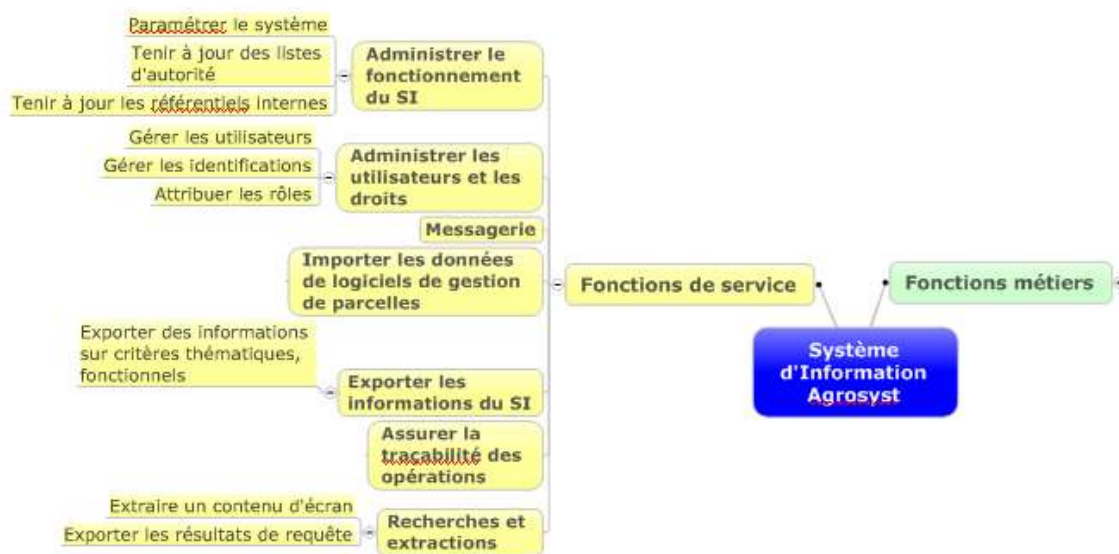 Paramétrer le système
Tenir à jour des listes
d'autorité
Tenir à jour les référentiels internes
Administrer le
fonctionnement
du SI
Gérer les utilisateurs
Gérer les identifications
Attribuer les rôles
Administrer les
utilisateurs et les
droits
Messagerie
Importer les données
de logiciels de gestion
de parcelles
Exporter des informations
sur critères thématiques,
fonctionnels
Exporter les
informations du SI
Assurer la
traçabilité des
opérations
Extraire un contenu d'écran
Exporter les résultats de requête
Recherches et
extractions
Fonctions de service
Fonctions métiers
Système
d'Information
Agrosyst